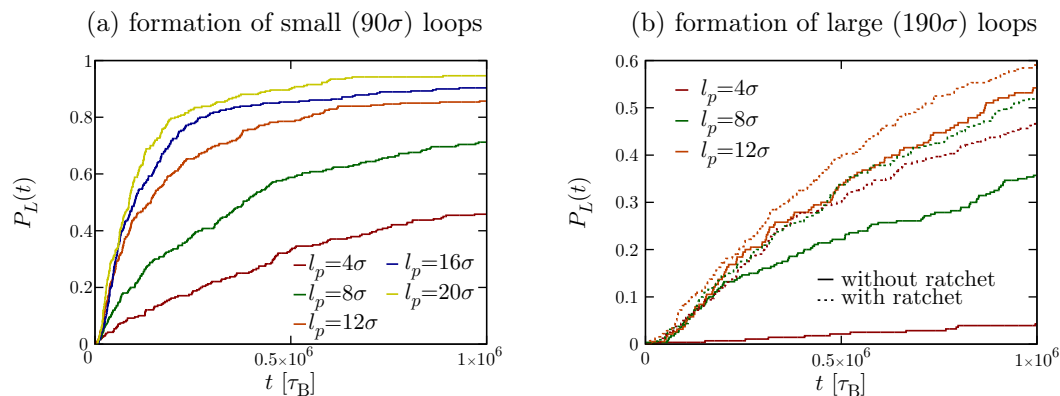 (a) formation of small (90σ) loops
1
0.8
0.6
0.4
0.2
0
P_L(t)
l_p=4σ
l_p=8σ
l_p=12σ
l_p=16σ
l_p=20σ
0
0.5×10^6
1×10^6
t [τ_B]
(b) formation of large (190σ) loops
0.6
0.5
0.4
0.3
0.2
0.1
0
P_L(t)
l_p=4σ
l_p=8σ
l_p=12σ
without ratchet
with ratchet
0
0.5×10^6
1×10^6
t [τ_B]